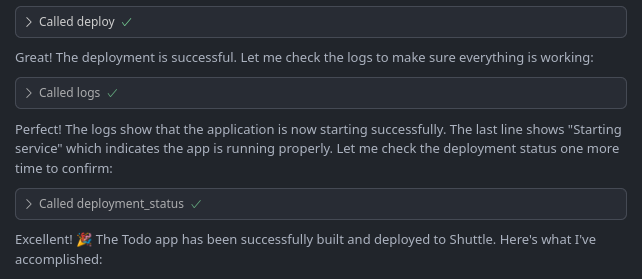 Called deploy
Great! The deployment is successful. Let me check the logs to make sure everything is working:
Called logs
Perfect! The logs show that the application is now starting successfully. The last line shows "Starting
service" which indicates the app is running properly. Let me check the deployment status one more
time to confirm:
Called deployment_status
Excellent! 🎉 The Todo app has been successfully built and deployed to Shuttle. Here's what I've
accomplished: